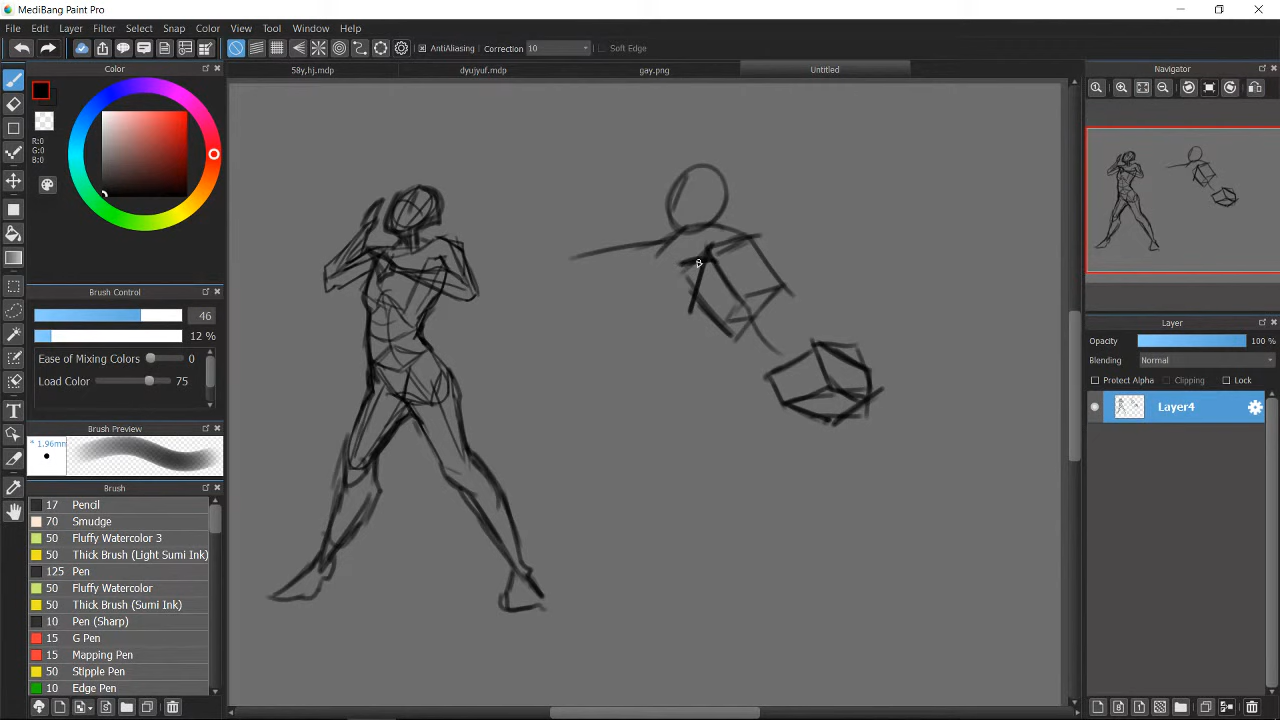 MediBang Paint Pro
File Edit Layer Filter Select Snap Color View Tool Window Help
AntiAliasing Correction 10 Soft Edge
Color
58y,hj.mdp dyujyuf.mdp gay.png Untitled
Navigator
R:0
G:0
B:0
Brush Control
46
12 %
Ease of Mixing Colors 0
Load Color 75
Brush Preview
* 1.96mm
Brush
17 Pencil
70 Smudge
50 Fluffy Watercolor 3
50 Thick Brush (Light Sumi Ink)
125 Pen
50 Fluffy Watercolor
50 Thick Brush (Sumi Ink)
10 Pen (Sharp)
15 G Pen
15 Mapping Pen
50 Stipple Pen
10 Edge Pen
Layer
Opacity 100 %
Blending Normal
Protect Alpha Clipping Lock
Layer4